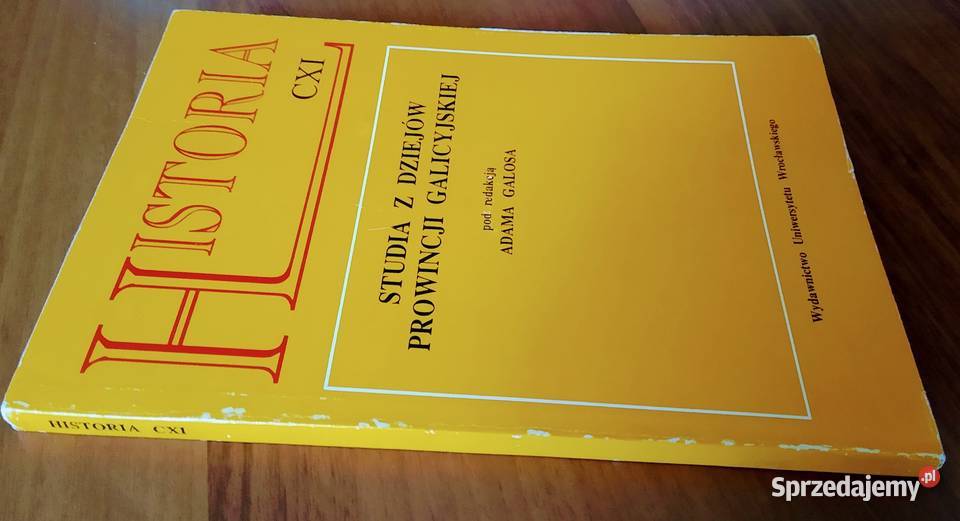 HISTORIA
CXI
STUDIA Z DZIEJÓW
PROWINCJI GALICYJSKIEJ
pod redakcją
ADAMA GALOSA
Wydawnictwo Uniwersytetu Wrocławskiego
HISTORIA CXI
Sprzedajemy.pl